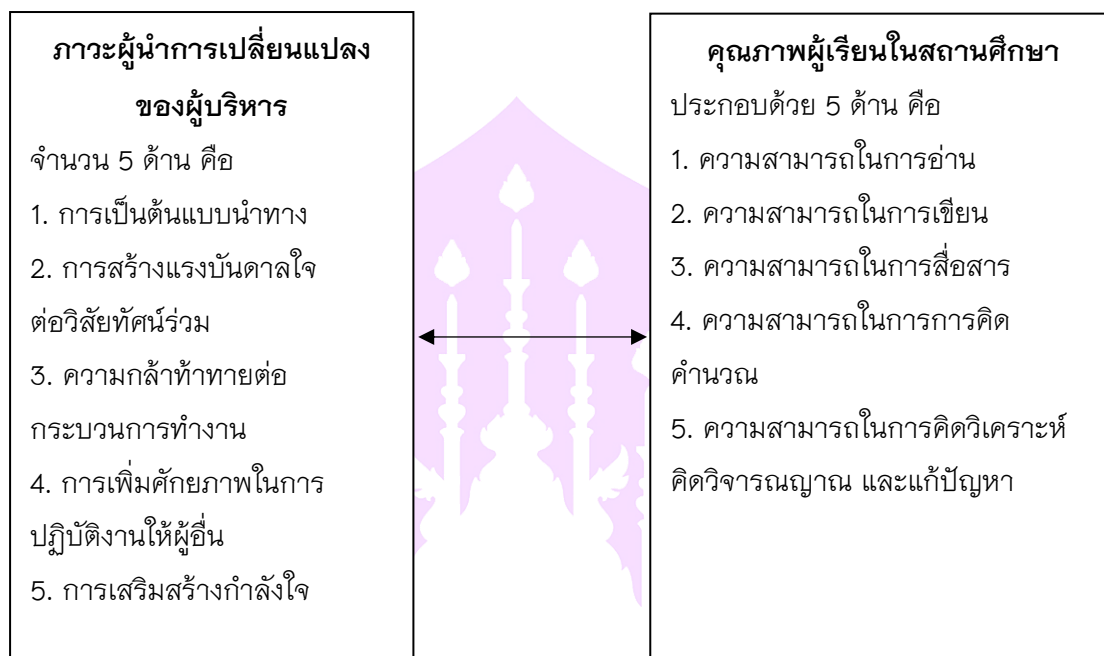 ภาวะผู้นำการเปลี่ยนแปลง
ของผู้บริหาร
จำนวน 5 ด้าน คือ
1. การเป็นต้นแบบนำทาง
2. การสร้างแรงบันดาลใจ
ต่อวิสัยทัศน์ร่วม
3. ความกล้าท้าทายต่อ
กระบวนการทำงาน
4. การเพิ่มศักยภาพในการ
ปฏิบัติงานให้ผู้อื่น
5. การเสริมสร้างกำลังใจ
คุณภาพผู้เรียนในสถานศึกษา
ประกอบด้วย 5 ด้าน คือ
1. ความสามารถในการอ่าน
2. ความสามารถในการเขียน
3. ความสามารถในการสื่อสาร
4. ความสามารถในการการคิด
คำนวณ
5. ความสามารถในการคิดวิเคราะห์
คิดวิจารณญาณ และแก้ปัญหา